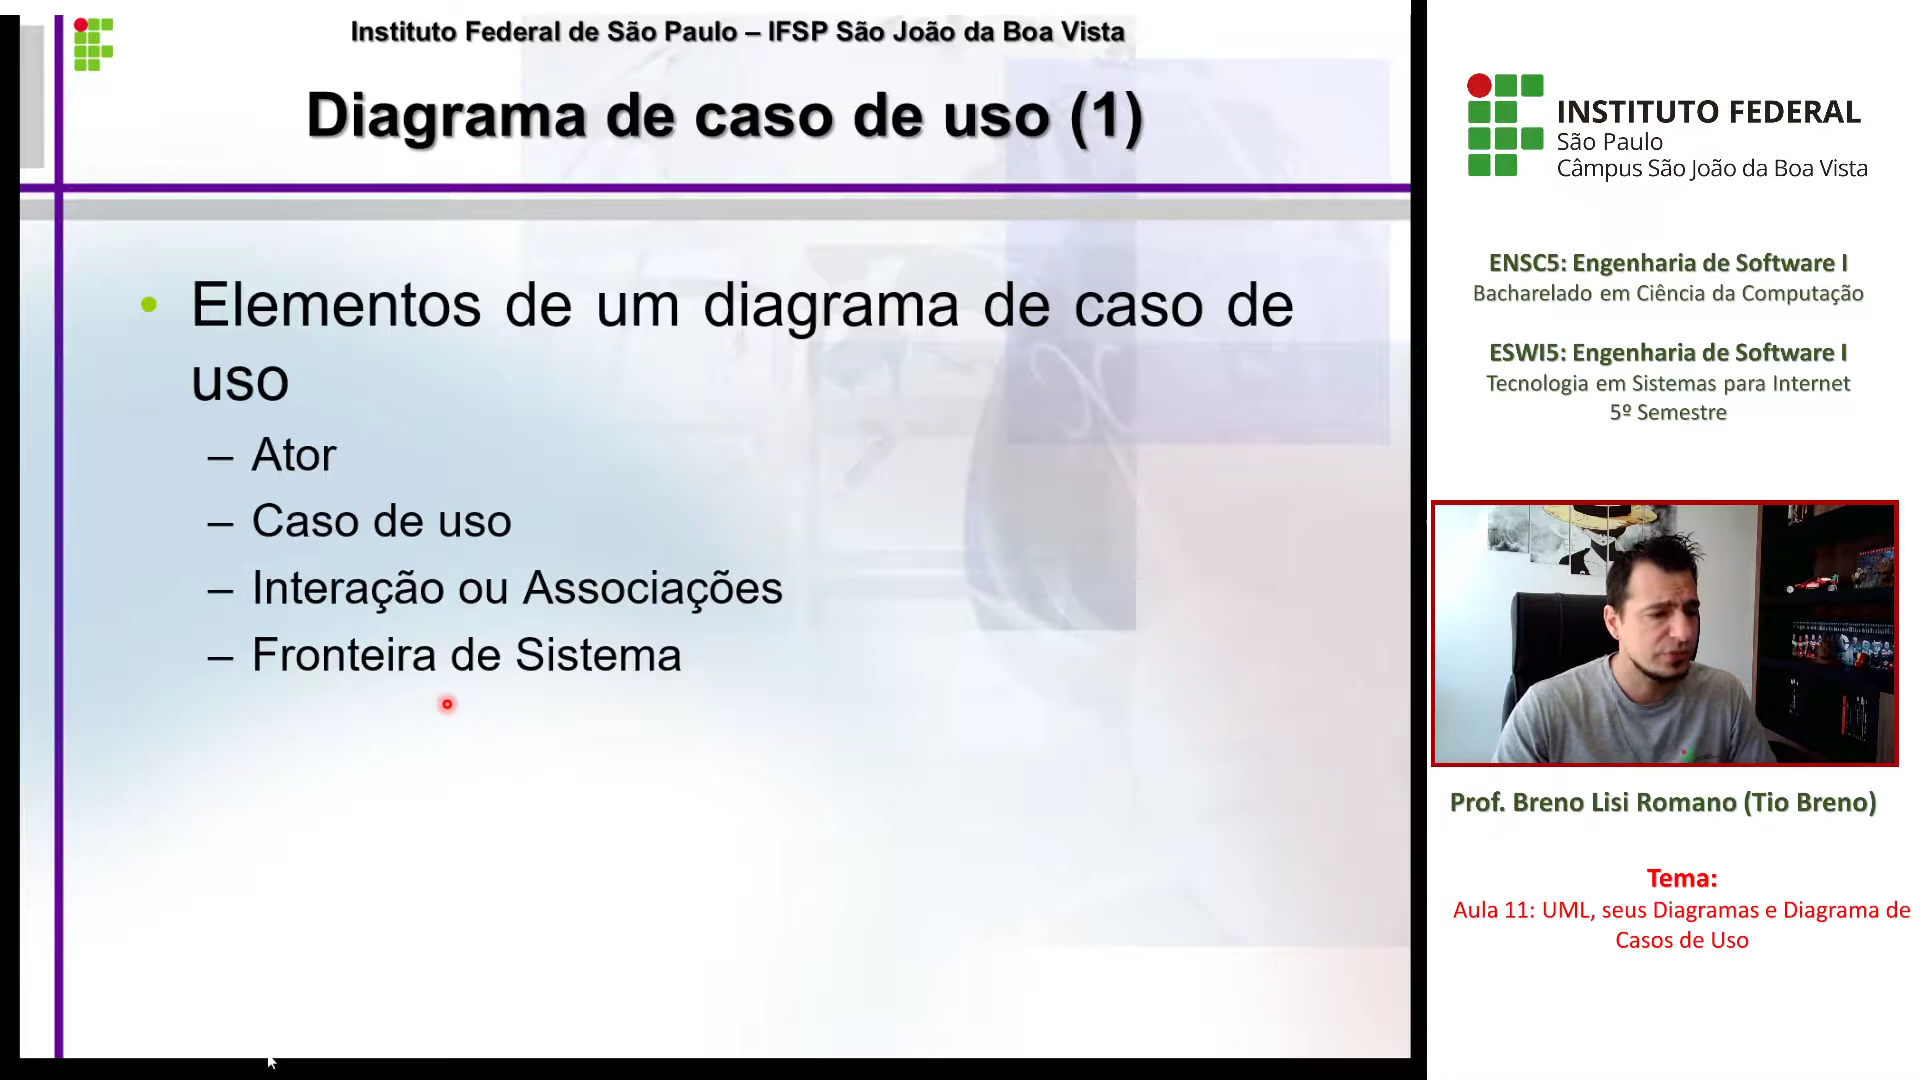 Instituto Federal de São Paulo – IFSP São João da Boa Vista
Diagrama de caso de uso (1)
• Elementos de um diagrama de caso de
uso
– Ator
– Caso de uso
– Interação ou Associações
– Fronteira de Sistema
INSTITUTO FEDERAL
São Paulo
Câmpus São João da Boa Vista
ENSC5: Engenharia de Software I
Bacharelado em Ciência da Computação
ESWI5: Engenharia de Software I
Tecnologia em Sistemas para Internet
5º Semestre
Prof. Breno Lisi Romano (Tio Breno)
Tema:
Aula 11: UML, seus Diagramas e Diagrama de
Casos de Uso